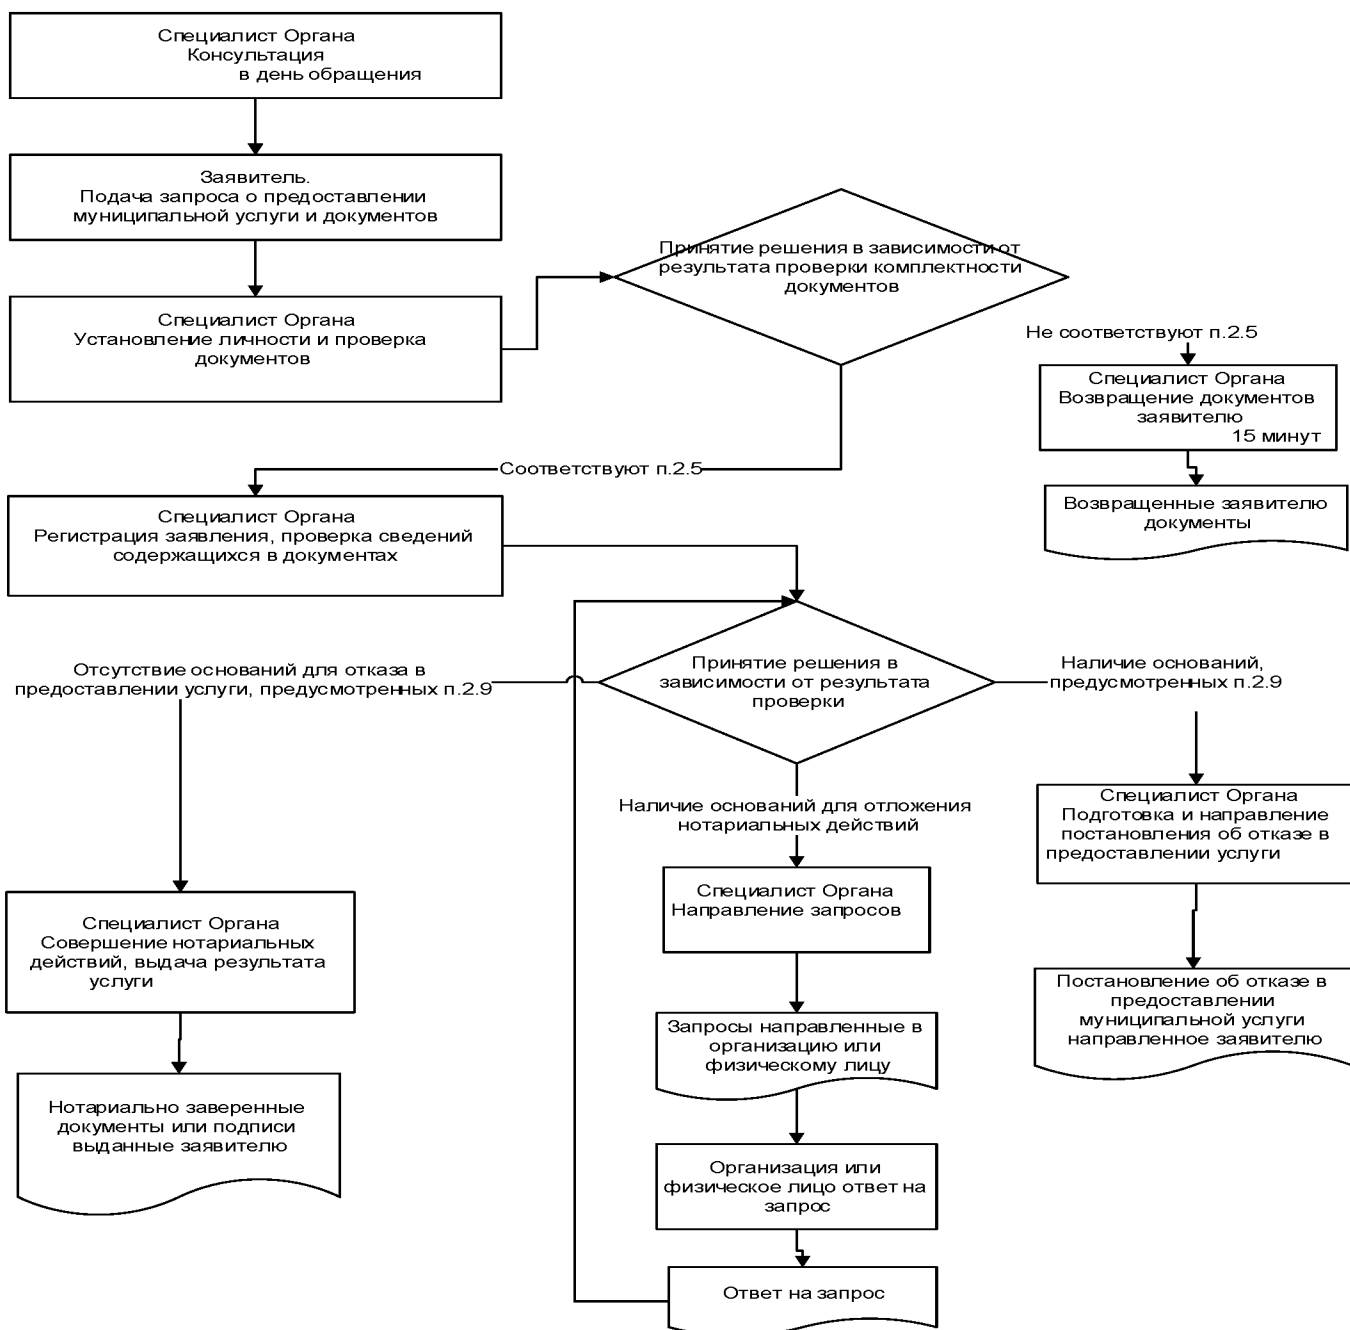 Специалист Органа
Консультация
в день обращения
Заявитель.
Подача запроса о предоставлении
муниципальной услуги и документов
Специалист Органа
Установление личности и проверка
документов
Принятие решения в зависимости от
результата проверки комплектности
документов
Не соответствуют п.2.5
Специалист Органа
Возвращение документов
заявителю
15 минут
Возвращенные заявителю
документы
Соответствуют п.2.5
Специалист Органа
Регистрация заявления, проверка сведений
содержащихся в документах
Принятие решения в
зависимости от результата
проверки
Отсутствие оснований для отказа в
предоставлении услуги, предусмотренных п.2.9
Наличие оснований,
предусмотренных п.2.9
Наличие оснований для отложения
нотариальных действий
Специалист Органа
Подготовка и направление
постановления об отказе в
предоставлении услуги
Специалист Органа
Направление запросов
Специалист Органа
Совершение нотариальных
действий, выдача результата
услуги
Постановление об отказе в
предоставлении
муниципальной услуги
направленное заявителю
Запросы направленные в
организацию или
физическому лицу
Нотариально заверенные
документы или подписи
выданные заявителю
Организация или
физическое лицо ответ на
запрос
Ответ на запрос